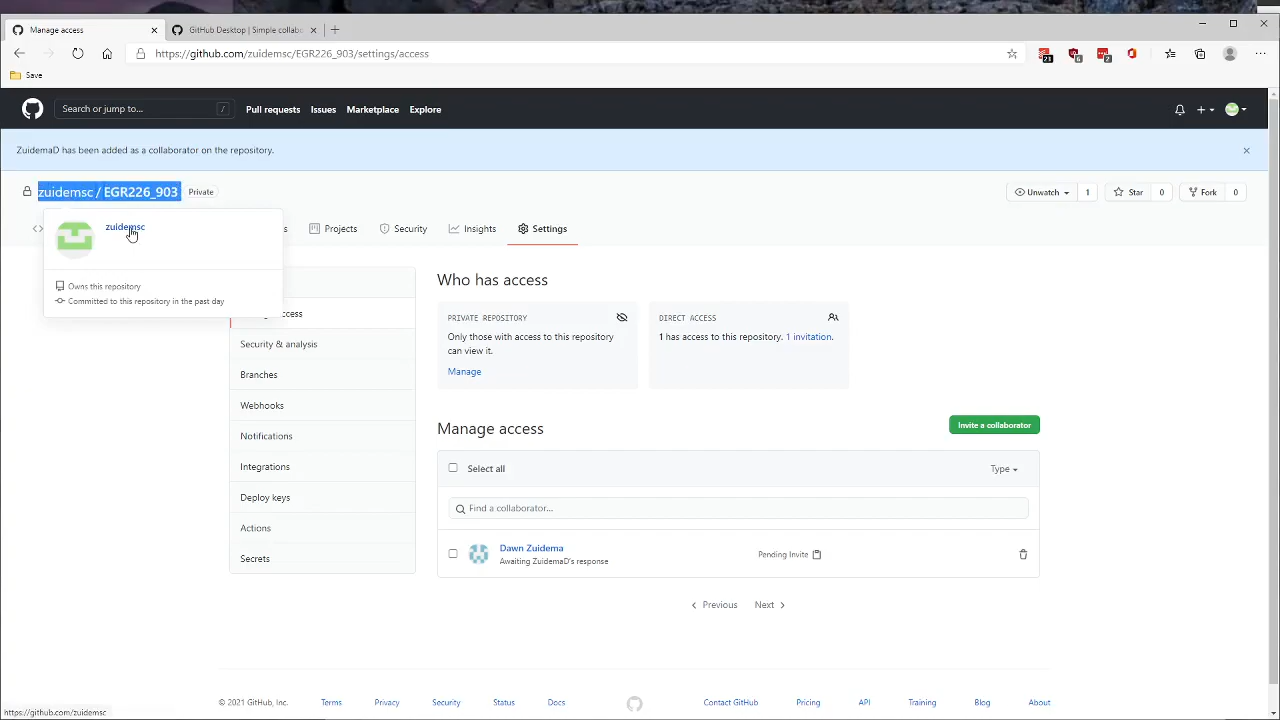 Manage access
GitHub Desktop | Simple collab
https://github.com/zuidemsc/EGR226_903/settings/access
21
6
2
Save
Search or jump to...
/
Pull requests
Issues
Marketplace
Explore
ZuidemaD has been added as a collaborator on the repository.
zuidemsc / EGR226_903
Private
Unwatch
1
Star
0
Fork
0
zuidemsc
s
Projects
Security
Insights
Settings
Owns this repository
Committed to this repository in the past day
ccess
Security & analysis
Branches
Webhooks
Notifications
Integrations
Deploy keys
Actions
Secrets
Who has access
PRIVATE REPOSITORY
Only those with access to this repository
can view it.
Manage
DIRECT ACCESS
1 has access to this repository. 1 invitation.
Manage access
Invite a collaborator
Select all
Type
Find a collaborator...
Dawn Zuidema
Awaiting ZuidemaD's response
Pending Invite
Previous
Next
© 2021 GitHub, Inc.
Terms
Privacy
Security
Status
Docs
Contact GitHub
Pricing
API
Training
Blog
About
https://github.com/zuidemsc